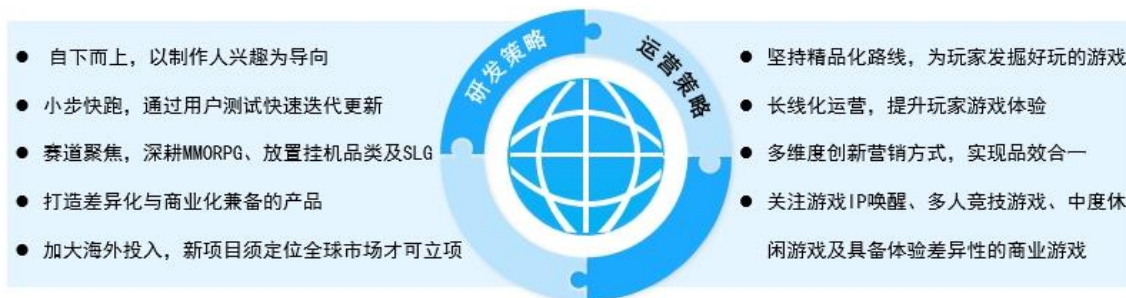 自下而上，以制作人兴趣为导向
小步快跑，通过用户测试快速迭代更新
赛道聚焦，深耕MMORPG、放置挂机品类及SLG
打造差异化与商业化兼备的产品
加大海外投入，新项目须定位全球市场才可立项
研发策略
运营策略
坚持精品化路线，为玩家发掘好玩的游戏
长线化运营，提升玩家游戏体验
多维度创新营销方式，实现品效合一
关注游戏IP唤醒、多人竞技游戏、中度休
闲游戏及具备体验差异性的商业游戏